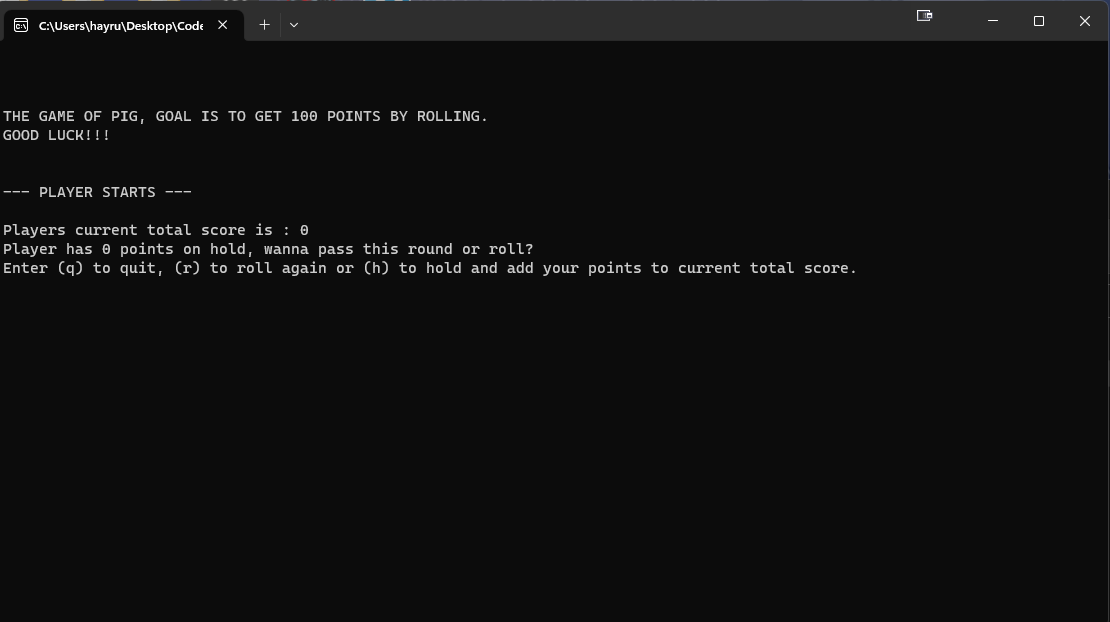 C:\Users\hayru\Desktop\Code
THE GAME OF PIG, GOAL IS TO GET 100 POINTS BY ROLLING.
GOOD LUCK!!!
--- PLAYER STARTS ---
Players current total score is : 0
Player has 0 points on hold, wanna pass this round or roll?
Enter (q) to quit, (r) to roll again or (h) to hold and add your points to current total score.